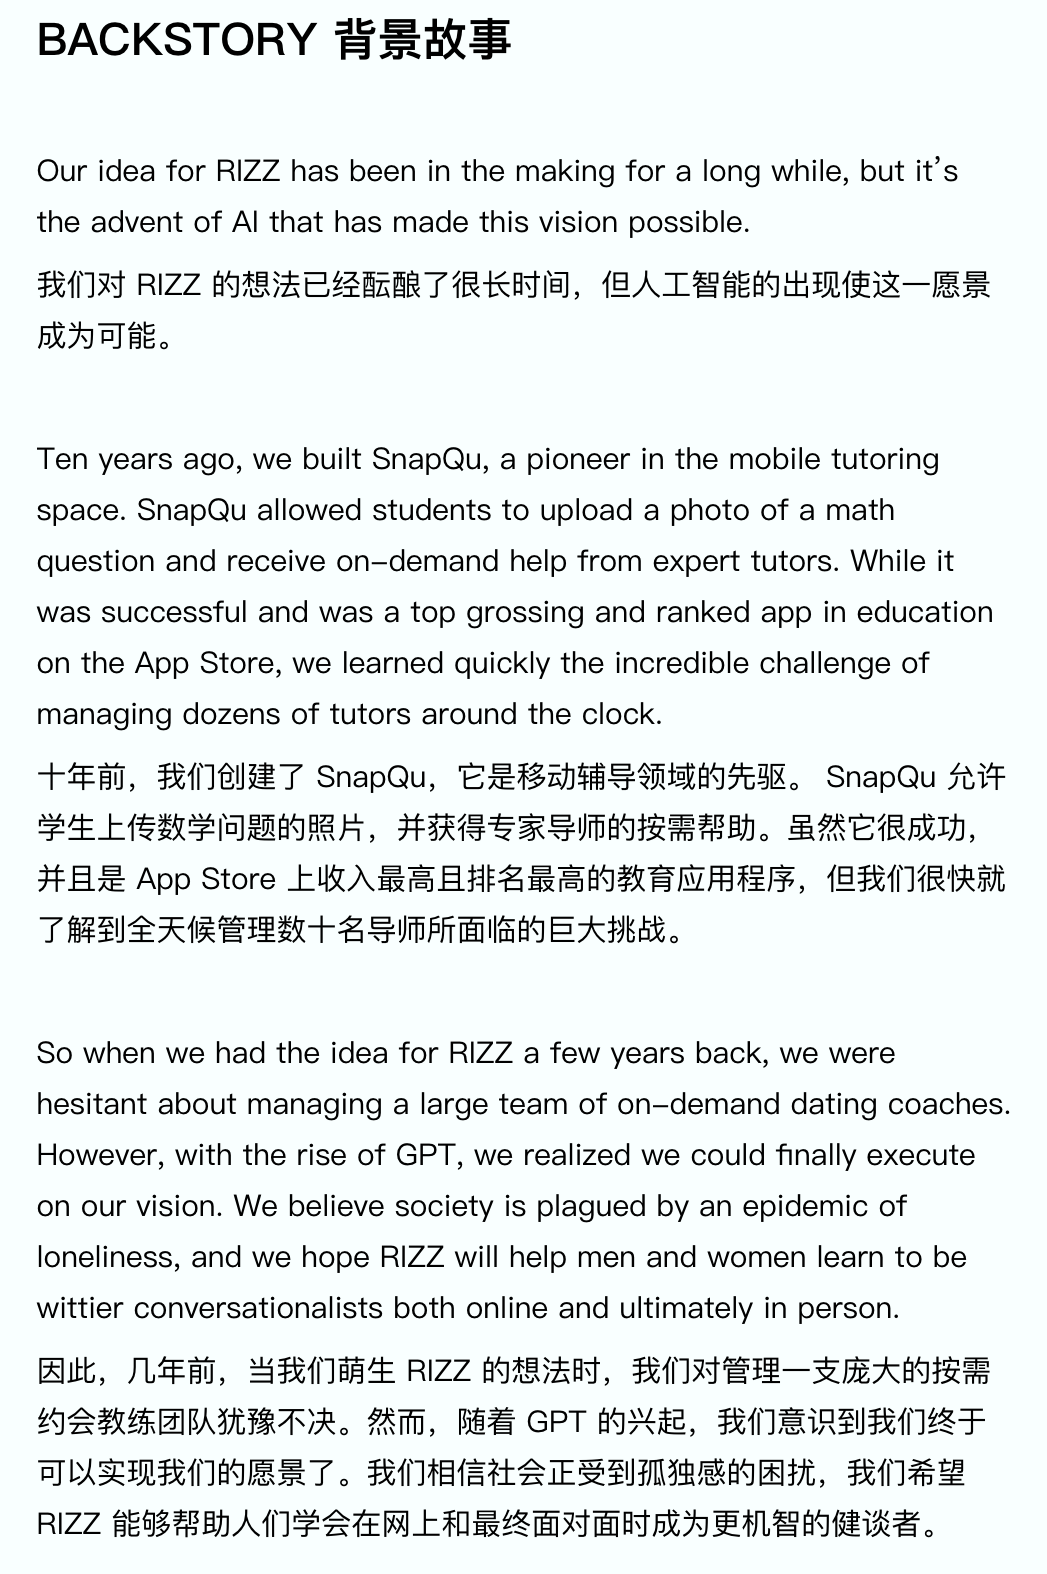 BACKSTORY 背景故事
Our idea for RIZZ has been in the making for a long while, but it’s
the advent of AI that has made this vision possible.
我们对 RIZZ 的想法已经酝酿了很长时间，但人工智能的出现使这一愿景
成为可能。
Ten years ago, we built SnapQu, a pioneer in the mobile tutoring
space. SnapQu allowed students to upload a photo of a math
question and receive on-demand help from expert tutors. While it
was successful and was a top grossing and ranked app in education
on the App Store, we learned quickly the incredible challenge of
managing dozens of tutors around the clock.
十年前，我们创建了 SnapQu，它是移动辅导领域的先驱。 SnapQu 允许
学生上传数学问题的照片，并获得专家导师的按需帮助。虽然它很成功，
并且是 App Store 上收入最高且排名最高的教育应用程序，但我们很快就
了解到全天候管理数十名导师所面临的巨大挑战。
So when we had the idea for RIZZ a few years back, we were
hesitant about managing a large team of on-demand dating coaches.
However, with the rise of GPT, we realized we could finally execute
on our vision. We believe society is plagued by an epidemic of
loneliness, and we hope RIZZ will help men and women learn to be
wittier conversationalists both online and ultimately in person.
因此，几年前，当我们萌生 RIZZ 的想法时，我们对管理一支庞大的按需
约会教练团队犹豫不决。然而，随着 GPT 的兴起，我们意识到我们终于
可以实现我们的愿景了。我们相信社会正受到孤独感的困扰，我们希望
RIZZ 能够帮助人们学会在网上和最终面对面时成为更机智的健谈者。